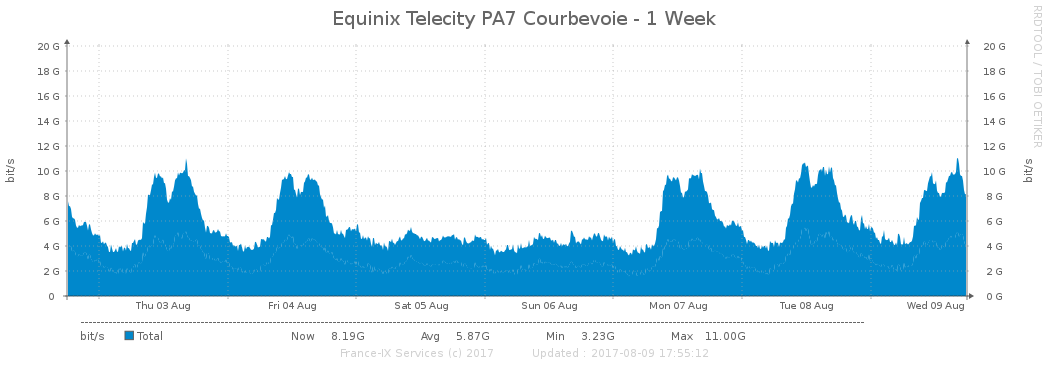 Equinix Telecity PA7 Courbevoie - 1 Week
RRDTOOL / TOBI OETIKER
20 G 20 G
18 G 18 G
16 G 16 G
14 G 14 G
12 G 12 G
10 G 10 G
8 G 8 G
6 G 6 G
4 G 4 G
2 G 2 G
0 0 G
bit/s
bit/s
Thu 03 Aug Fri 04 Aug Sat 05 Aug Sun 06 Aug Mon 07 Aug Tue 08 Aug Wed 09 Aug
bit/s Total Now 8.19G Avg 5.87G Min 3.23G Max 11.00G
France-IX Services (c) 2017 Updated : 2017-08-09 17:55:12